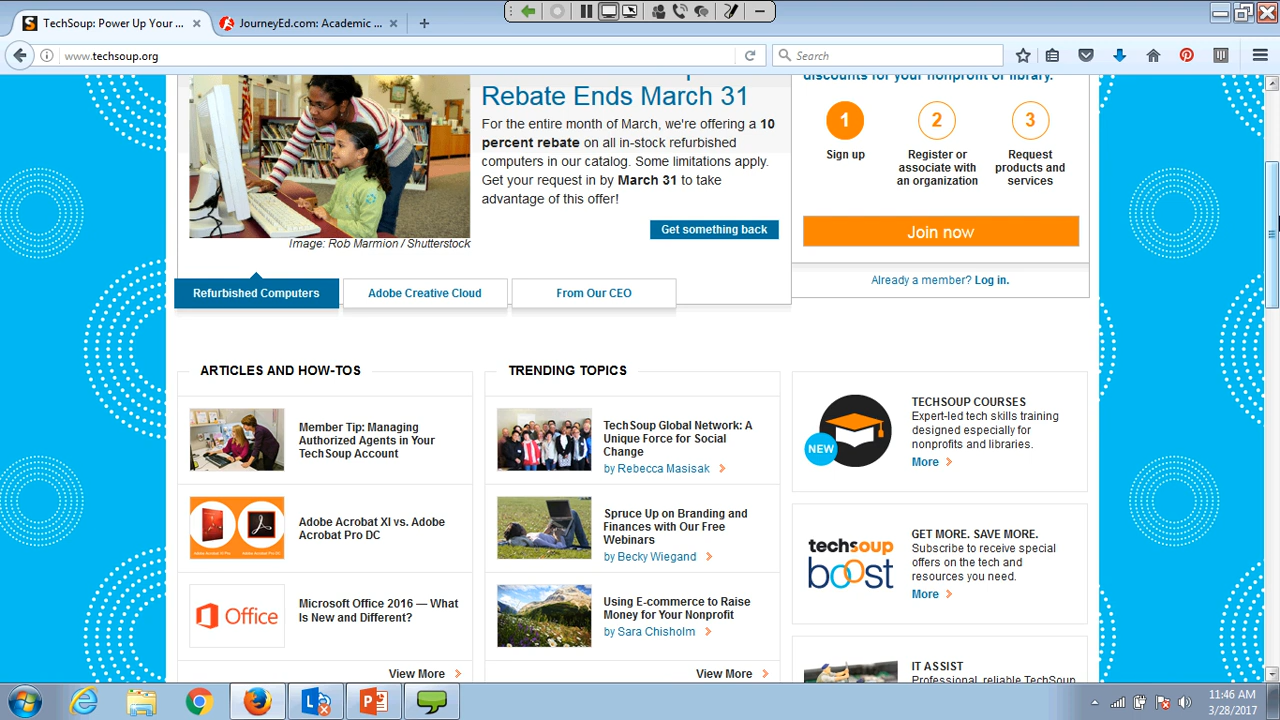 TechSoup: Power Up Your ...
JourneyEd.com: Academic ...
www.techsoup.org
Search
Rebate Ends March 31
For the entire month of March, we're offering a 10
percent rebate on all in-stock refurbished
computers in our catalog. Some limitations apply.
Get your request in by March 31 to take
advantage of this offer!
Get something back
Image: Rob Marmion / Shutterstock
Refurbished Computers
Adobe Creative Cloud
From Our CEO
discounts for your nonprofit or library.
1
2
3
Sign up
Register or
associate with
an organization
Request
products and
services
Join now
Already a member? Log in.
ARTICLES AND HOW-TOS
Member Tip: Managing
Authorized Agents in Your
TechSoup Account
Adobe Acrobat XI vs. Adobe
Acrobat Pro DC
Office
Microsoft Office 2016 — What
Is New and Different?
View More
TRENDING TOPICS
TechSoup Global Network: A
Unique Force for Social
Change
by Rebecca Masisak
Spruce Up on Branding and
Finances with Our Free
Webinars
by Becky Wiegand
Using E-commerce to Raise
Money for Your Nonprofit
by Sara Chisholm
View More
NEW
TECHSOUP COURSES
Expert-led tech skills training
designed especially for
nonprofits and libraries.
More
techsoup
boost
GET MORE. SAVE MORE.
Subscribe to receive special
offers on the tech and
resources you need.
More
IT ASSIST
Professional, reliable TechSoup
11:46 AM
3/28/2017